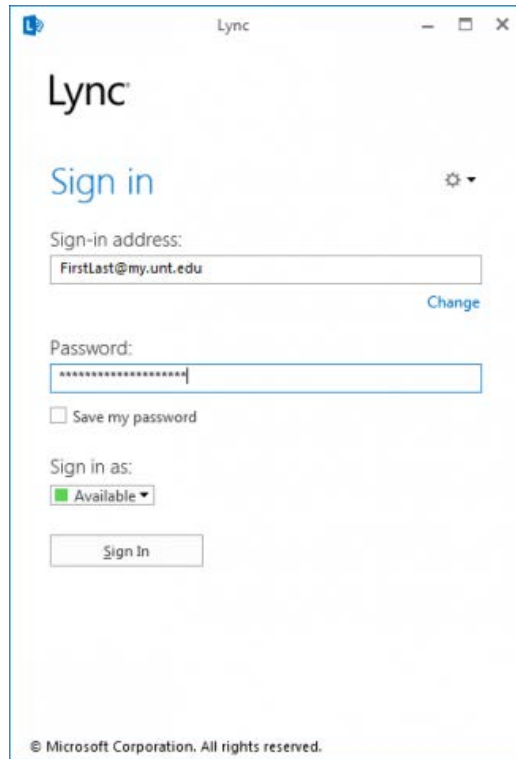 Lync
Lync
Sign in
Sign-in address:
FirstLast@my.unt.edu
Change
Password:
********************
Save my password
Sign in as:
Available
Sign In
© Microsoft Corporation. All rights reserved.